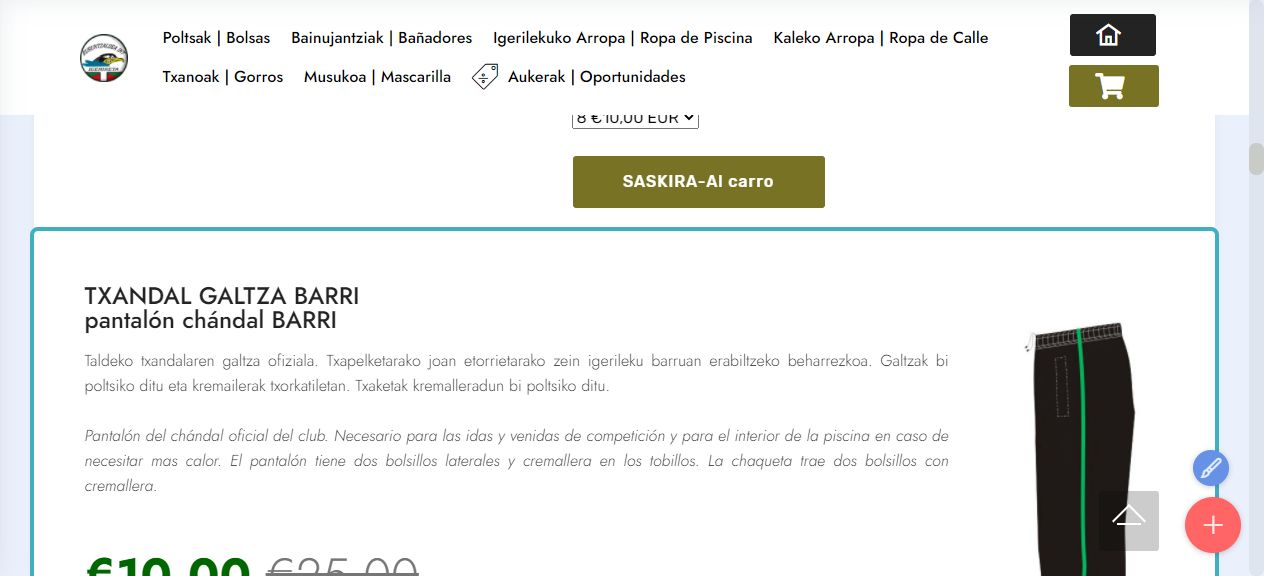 Poltsak | Bolsas Bainujantziak | Bañadores Igerilekuko Arropa | Ropa de Piscina Kaleko Arropa | Ropa de Calle
Txanoak | Gorros Musukoa | Mascarilla Aukerak | Oportunidades
8 €10,00 EUR
SASKIRA-Al carro
TXANDAL GALTZA BARRI
pantalón chándal BARRI
Taldeko txandalaren galtza ofiziala. Txapelketarako joan etorrietarako zein igerileku barruan erabiltzeko beharrezkoa. Galtzak bi
poltsiko ditu eta kremailerak txorkatiletan. Txaketak kremalleradun bi poltsiko ditu.
Pantalón del chándal oficial del club. Necesario para las idas y venidas de competición y para el interior de la piscina en caso de
necesitar mas calor. El pantalón tiene dos bolsillos laterales y cremallera en los tobillos. La chaqueta trae dos bolsillos con
cremallera.
€10,00 €25,00